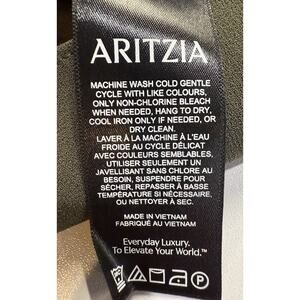 ARITZIA
MACHINE WASH COLD GENTLE
CYCLE WITH LIKE COLOURS,
ONLY NON-CHLORINE BLEACH
WHEN NEEDED, HANG TO DRY,
COOL IRON ONLY IF NEEDED, OR
DRY CLEAN.
LAVER À LA MACHINE À L'EAU
FROIDE AU CYCLE DÉLICAT
AVEC COULEURS SEMBLABLES,
UTILISER SEULEMENT UN
JAVELLISANT SANS CHLORE AU
BESOIN, SUSPENDRE POUR
SÉCHER, REPASSER À BASSE
TEMPÉRATURE SI NÉCESSAIRE,
OU NETTOYER À SEC.
MADE IN VIETNAM
FABRIQUÉ AU VIETNAM
Everyday Luxury.
To Elevate Your World.™
P